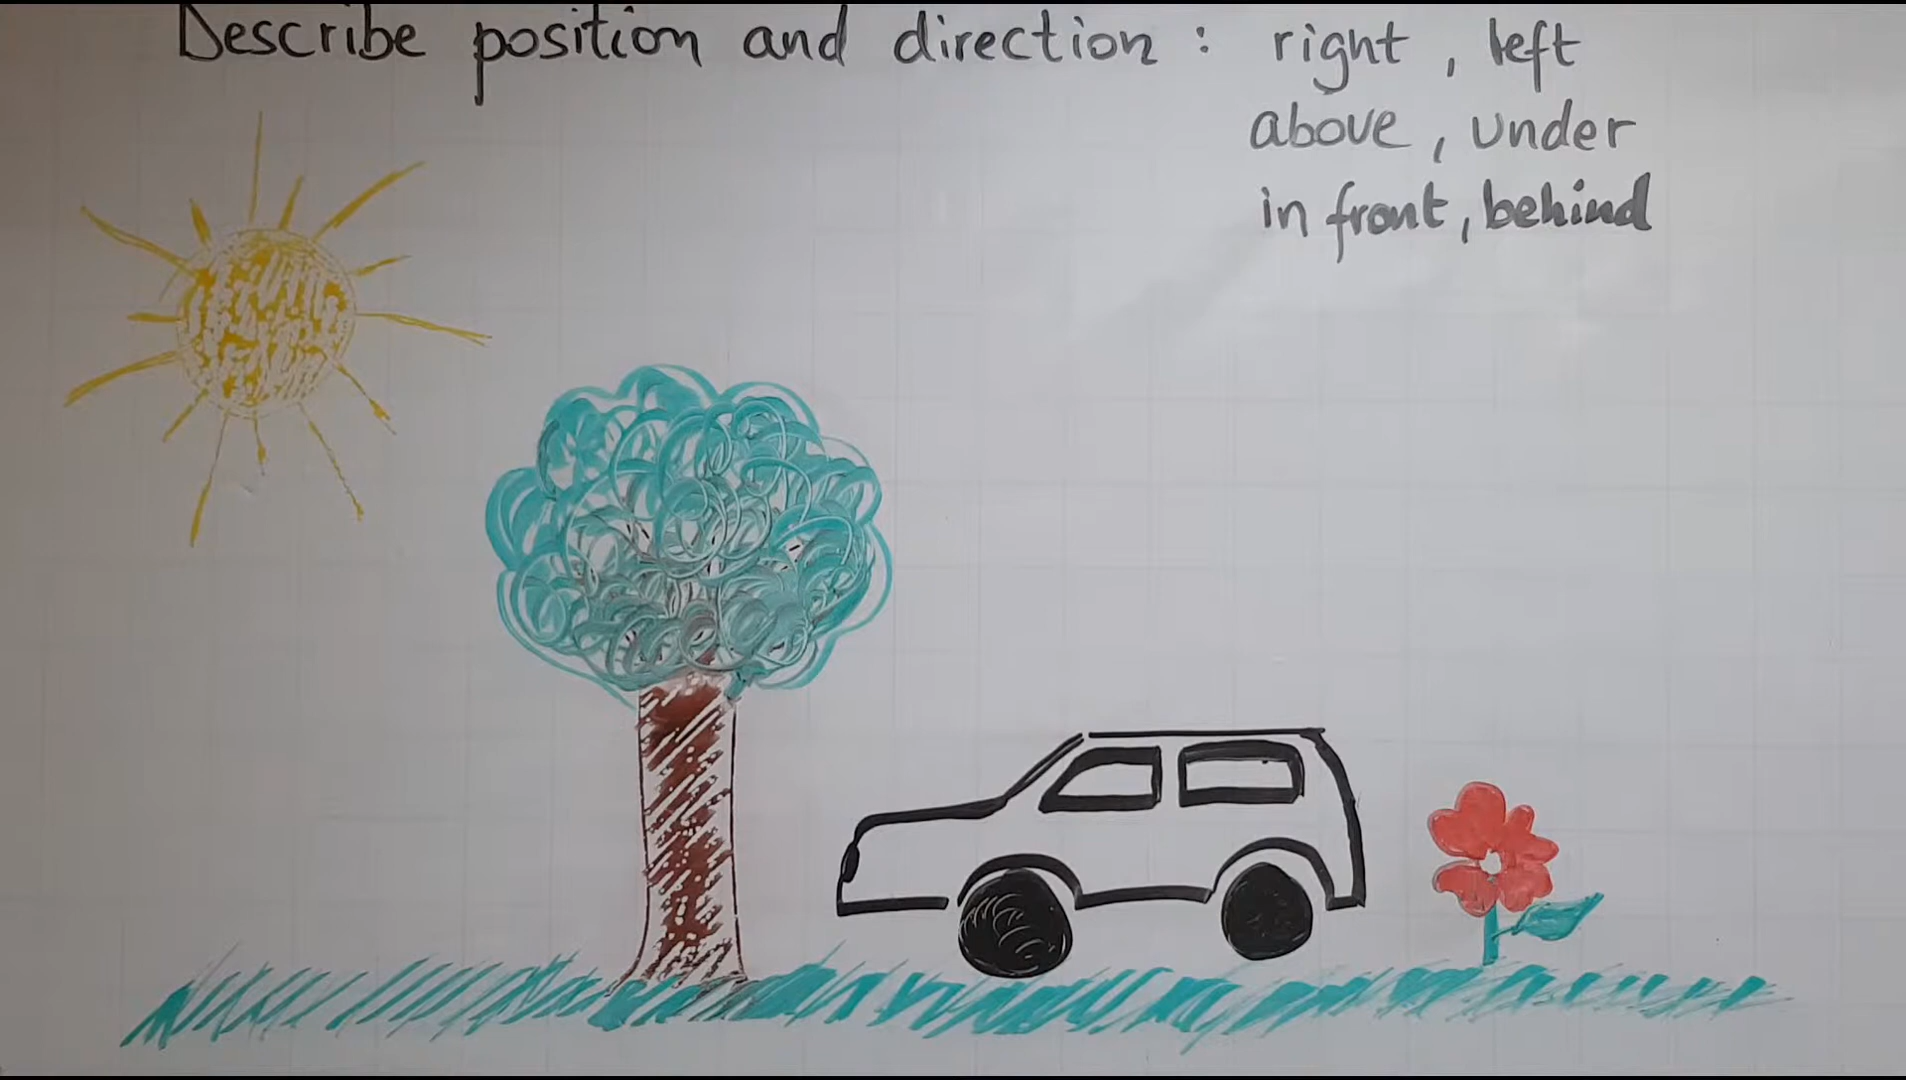 Describe position and direction : right , left
above , under
in front , behind